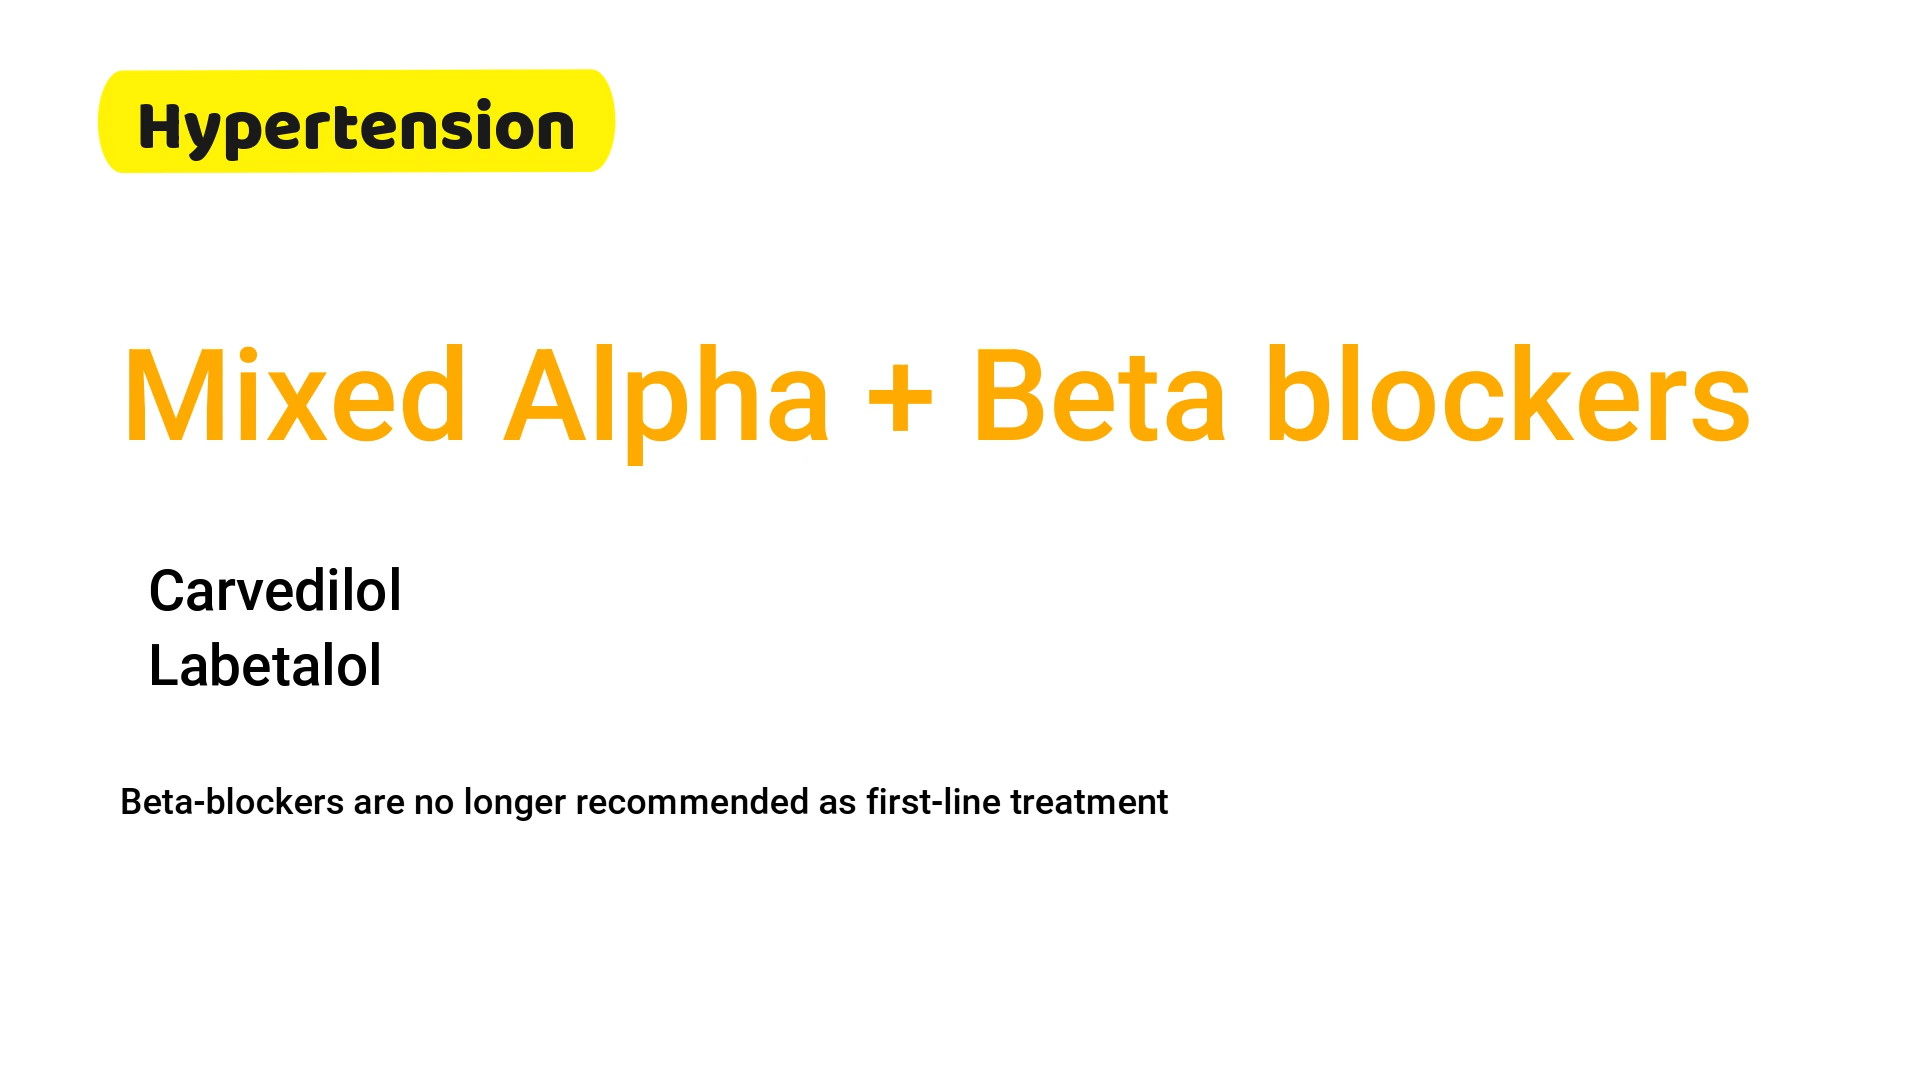 Hypertension
Mixed Alpha + Beta blockers
Carvedilol
Labetalol
Beta-blockers are no longer recommended as first-line treatment